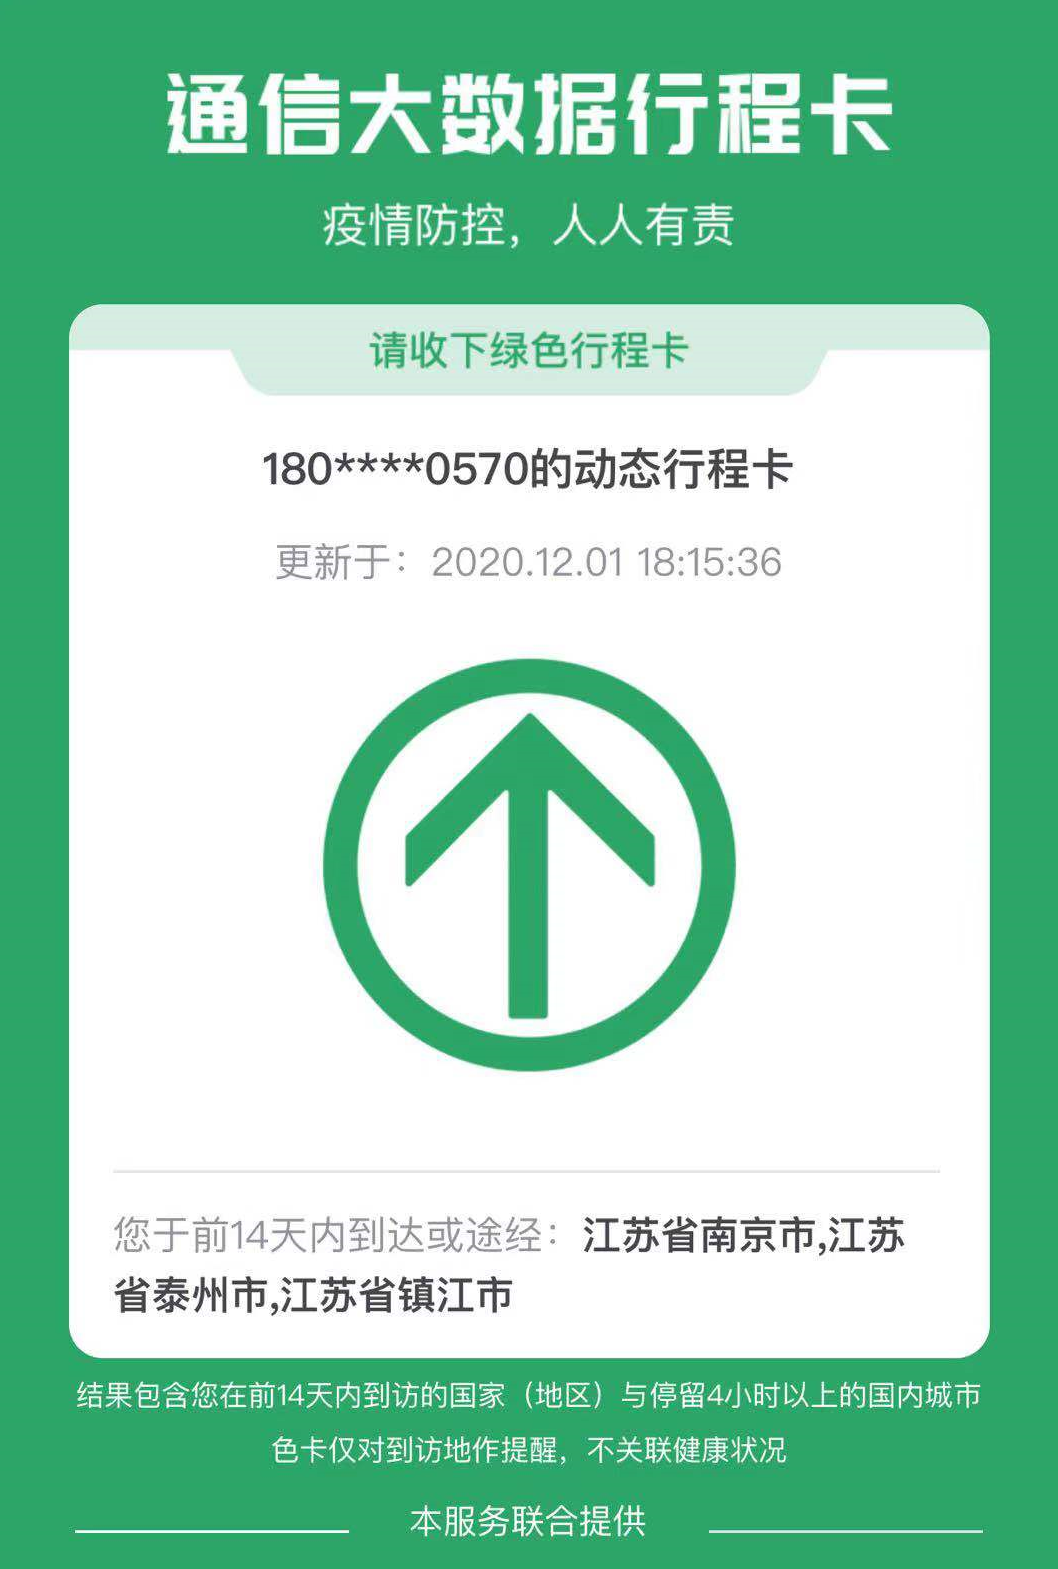 通信大数据行程卡
疫情防控，人人有责
请收下绿色行程卡
180****0570的动态行程卡
更新于：2020.12.01 18:15:36
您于前14天内到达或途经：江苏省南京市,江苏
省泰州市,江苏省镇江市
结果包含您在前14天内到访的国家（地区）与停留4小时以上的国内城市
色卡仅对到访地作提醒，不关联健康状况
本服务联合提供